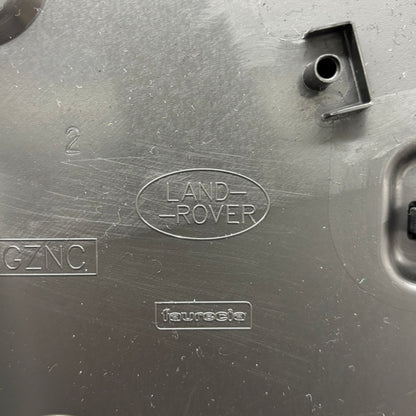 2
LAND-
-ROVER
GZNC
faurecia